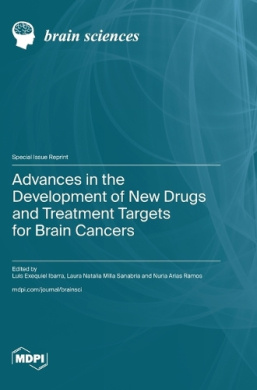 brain sciences
Special Issue Reprint
Advances in the
Development of New Drugs
and Treatment Targets
for Brain Cancers
Edited by
Luis Exequiel Ibarra, Laura Natalia Milla Sanabria and Nuria Arias Ramos
mdpi.com/journal/brainsci
MDPI